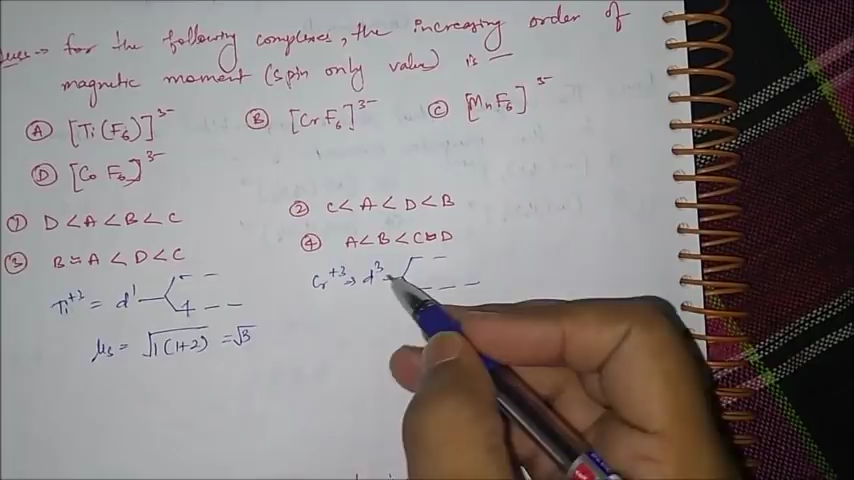 Ques → for the following complexes, the increasing order of
magnetic moment (spin only value) is —
Ⓐ [Ti(F₆)]³⁻ Ⓑ [CrF₆]³⁻ Ⓒ [MnF₆]³⁻
Ⓓ [CoF₆]³⁻
① D < A < B < C ② C < A < D < B
③ B = A < D < C ④ A < B < C = D
Ti⁺³ = d¹ Cr⁺³ ⇒ d³
μs = √1(1+2) = √3